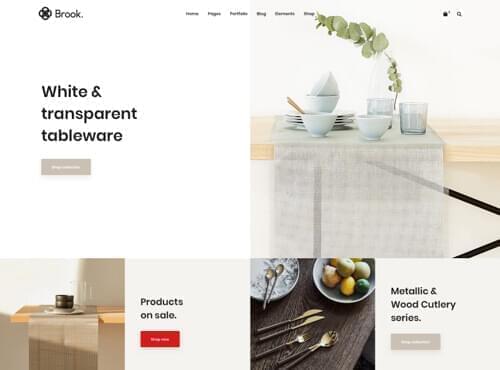 Brook.
Home Pages Portfolio Blog Elements Shop
0
White &
transparent
tableware
Shop collection
Products
on sale.
Shop now
Metallic &
Wood Cutlery
series.
Shop collection